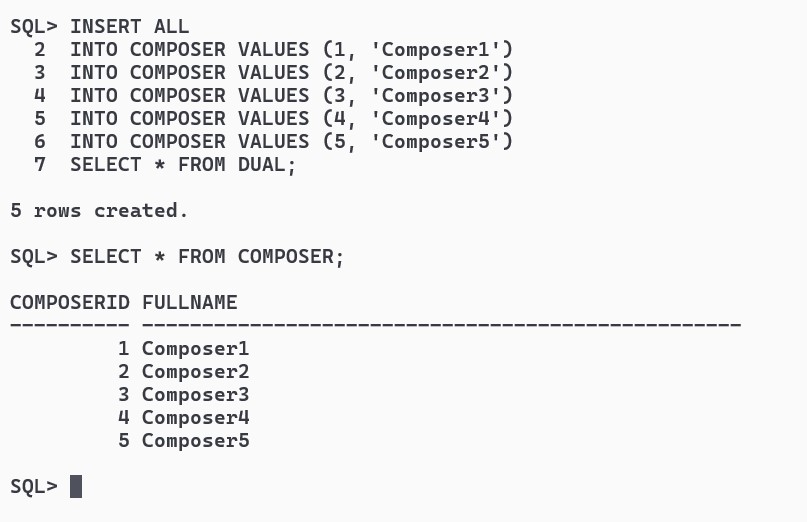 SQL> INSERT ALL
  2  INTO COMPOSER VALUES (1, 'Composer1')
  3  INTO COMPOSER VALUES (2, 'Composer2')
  4  INTO COMPOSER VALUES (3, 'Composer3')
  5  INTO COMPOSER VALUES (4, 'Composer4')
  6  INTO COMPOSER VALUES (5, 'Composer5')
  7  SELECT * FROM DUAL;

5 rows created.

SQL> SELECT * FROM COMPOSER;

COMPOSERID FULLNAME
---------- --------------------------------------------------
         1 Composer1
         2 Composer2
         3 Composer3
         4 Composer4
         5 Composer5

SQL>